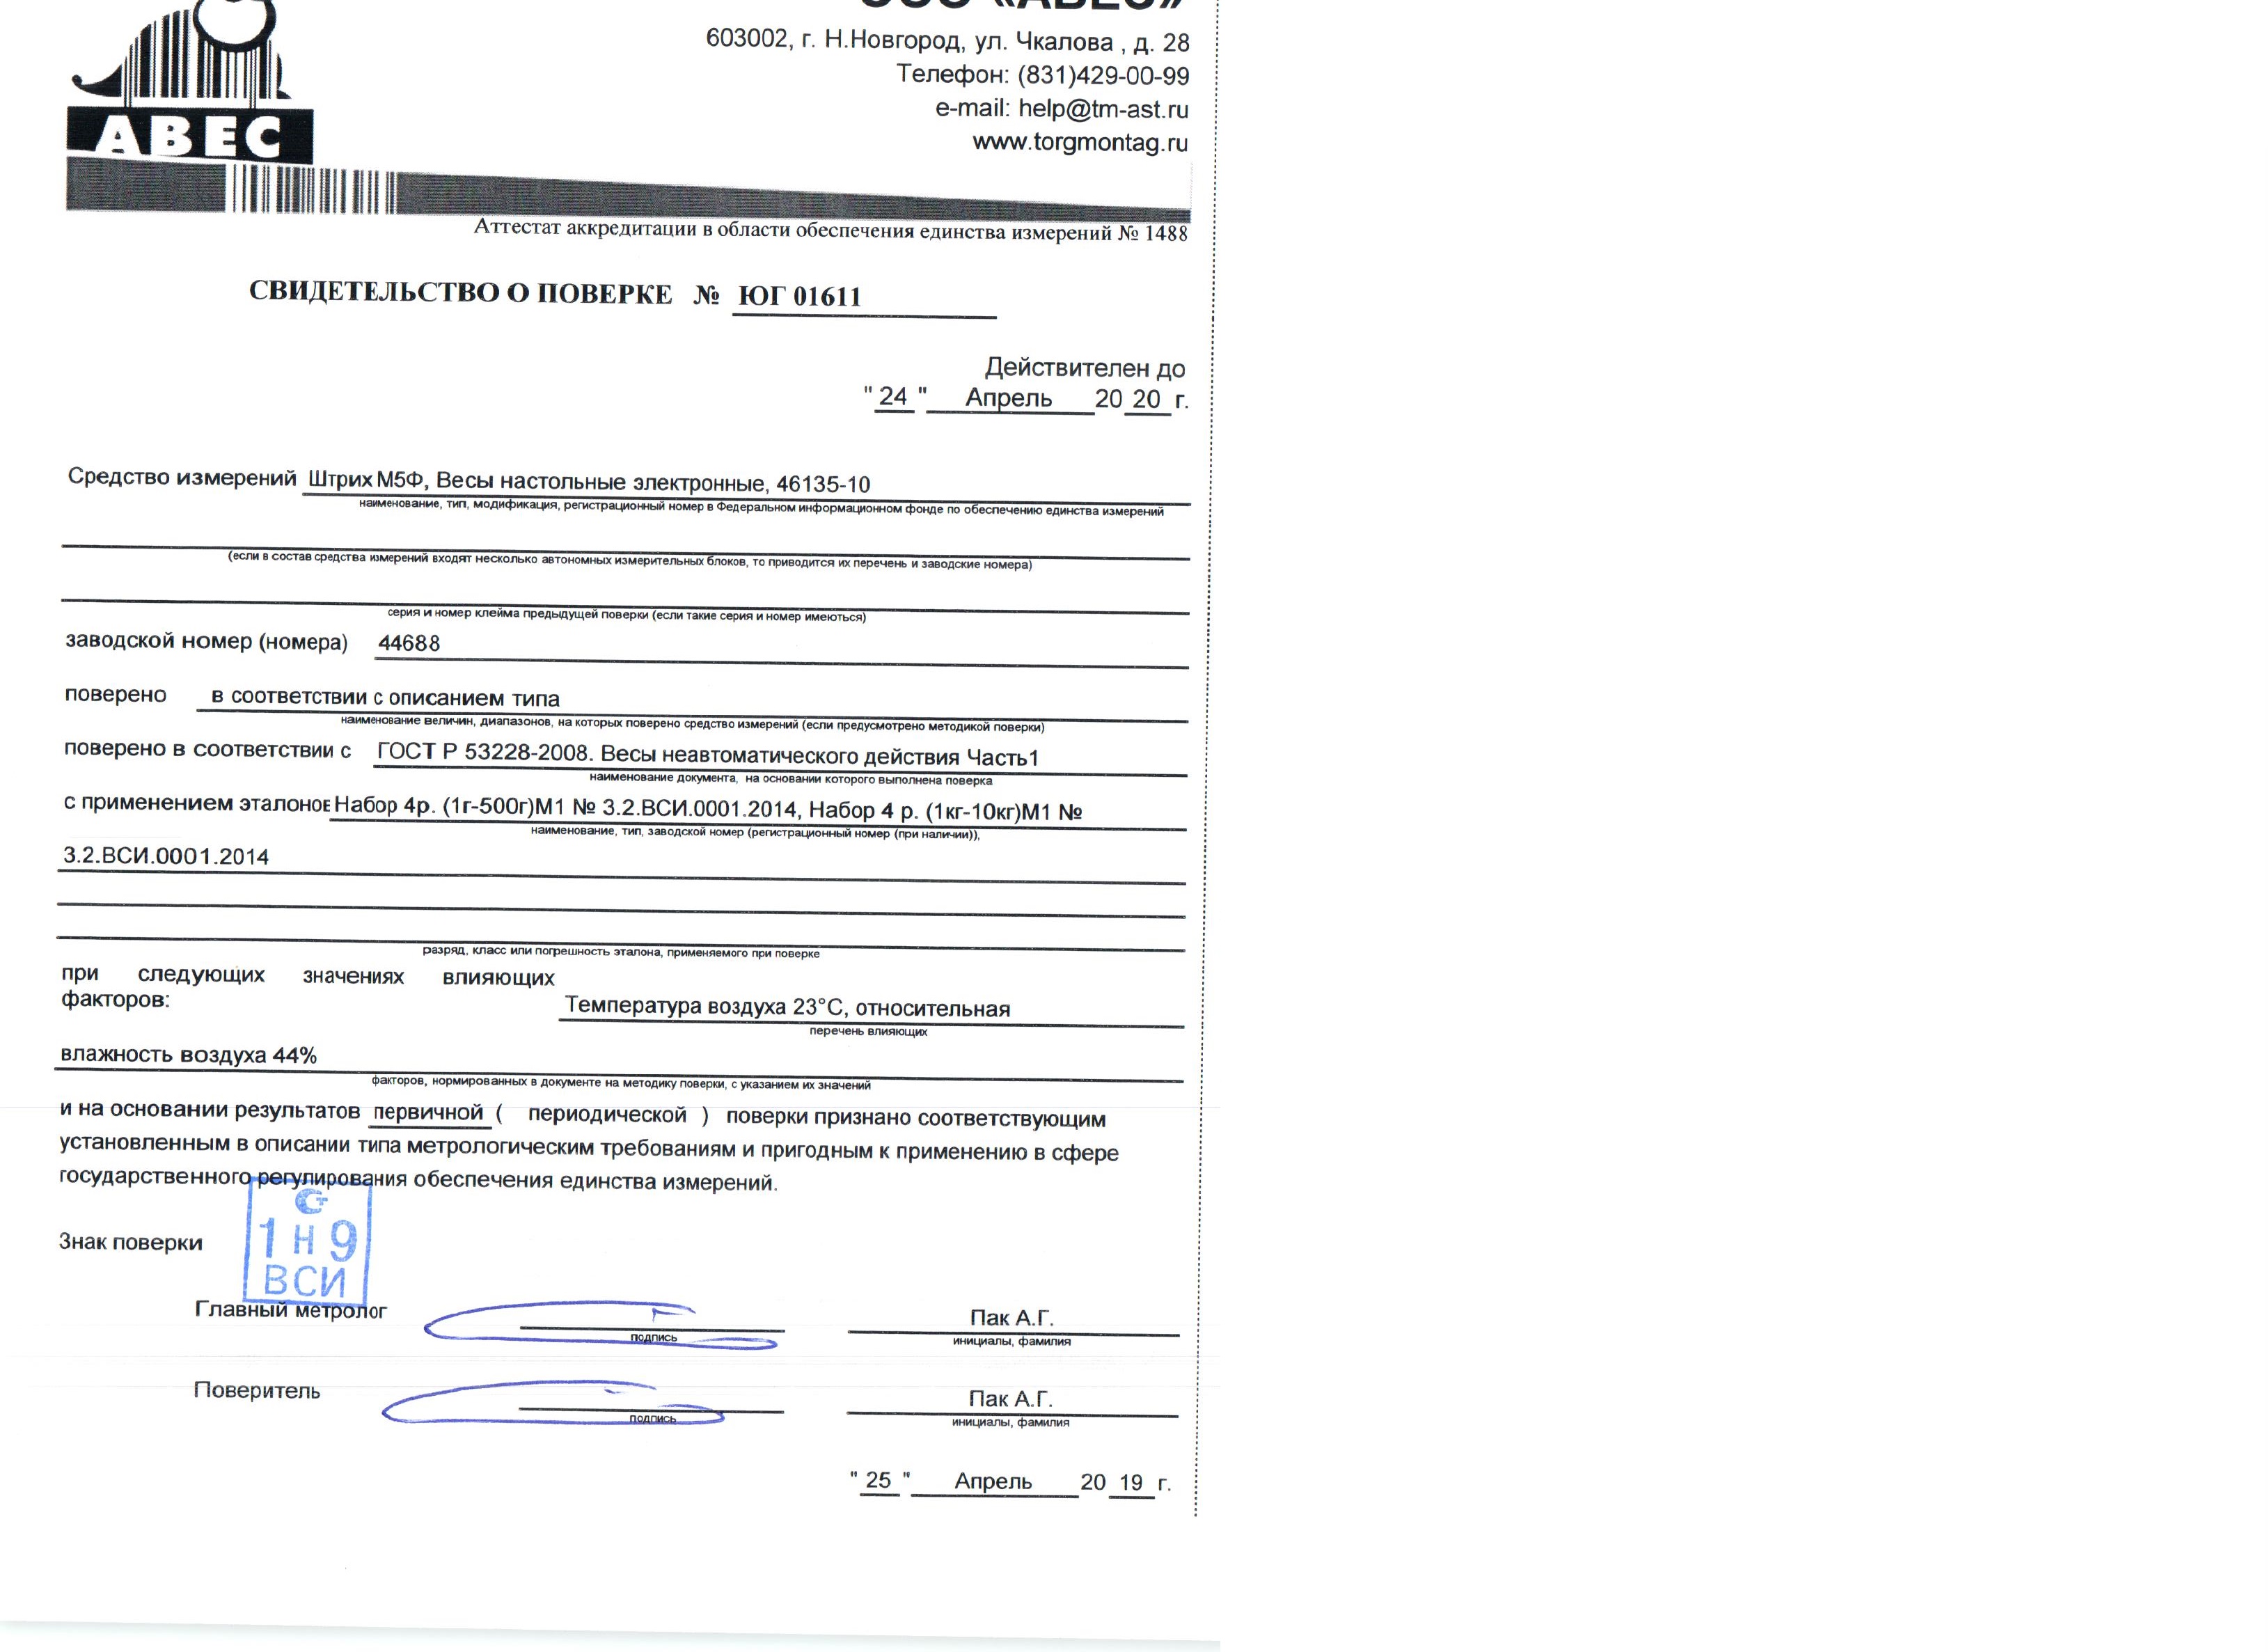 ООО «АВЕС»
603002, г. Н.Новгород, ул. Чкалова , д. 28
Телефон: (831)429-00-99
e-mail: help@tm-ast.ru
www.torgmontag.ru
АВЕС
Аттестат аккредитации в области обеспечения единства измерений № 1488
СВИДЕТЕЛЬСТВО О ПОВЕРКЕ № ЮГ 01611
Действителен до
" 24 " Апрель 20 20 г.
Средство измерений Штрих М5Ф, Весы настольные электронные, 46135-10
наименование, тип, модификация, регистрационный номер в Федеральном информационном фонде по обеспечению единства измерений
(если в состав средства измерений входят несколько автономных измерительных блоков, то приводится их перечень и заводские номера)
серия и номер клейма предыдущей поверки (если такие серия и номер имеються)
заводской номер (номера) 44688
поверено в соответствии с описанием типа
наименование величин, диапазонов, на которых поверено средство измерений (если предусмотрено методикой поверки)
поверено в соответствии с ГОСТ Р 53228-2008. Весы неавтоматического действия Часть1
наименование документа, на основании которого выполнена поверка
с применением эталонов Набор 4р. (1г-500г)М1 № 3.2.ВСИ.0001.2014, Набор 4 р. (1кг-10кг)М1 №
наименование, тип, заводской номер (регистрационный номер (при наличии)),
3.2.ВСИ.0001.2014
разряд, класс или погрешность эталона, применяемого при поверке
при следующих значениях влияющих
факторов:
Температура воздуха 23°С, относительная
перечень влияющих
влажность воздуха 44%
факторов, нормированных в документе на методику поверки, с указанием их значений
и на основании результатов первичной ( периодической ) поверки признано соответствующим
установленным в описании типа метрологическим требованиям и пригодным к применению в сфере
государственного регулирования обеспечения единства измерений.
Знак поверки
1 Н 9
ВСИ
Главный метролог
подпись
Пак А.Г.
инициалы, фамилия
Поверитель
подпись
Пак А.Г.
инициалы, фамилия
" 25 " Апрель 20 19 г.